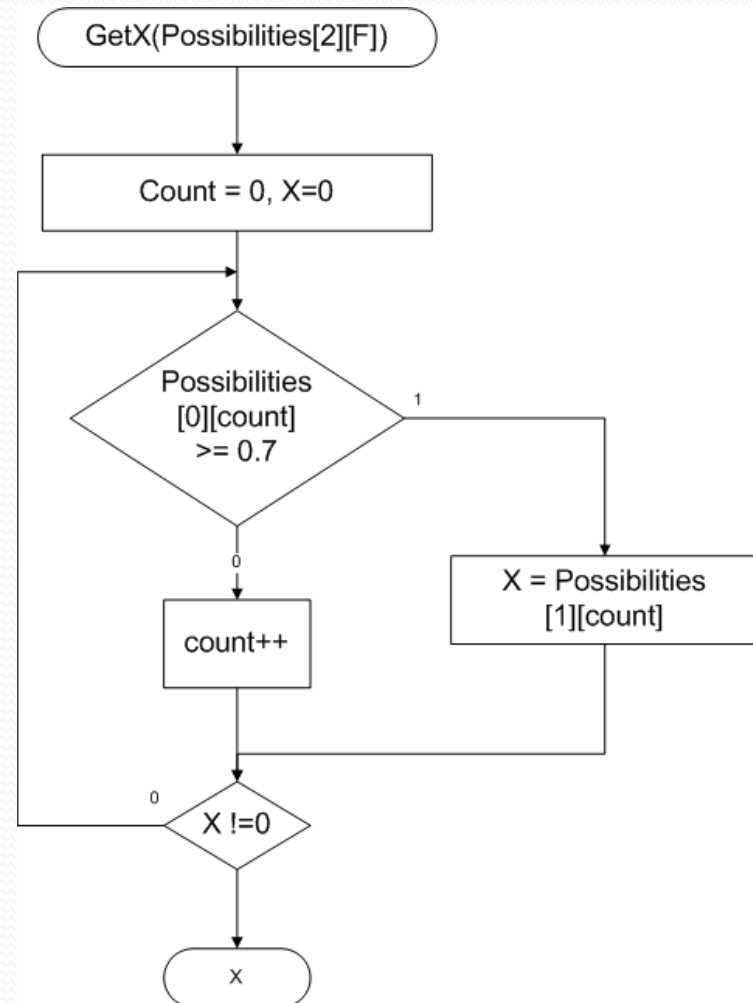 GetX(Possibilities[2][F])
Count = 0, X=0
Possibilities
[0][count]
>= 0.7
1
0
X = Possibilities
[1][count]
count++
0
X !=0
X